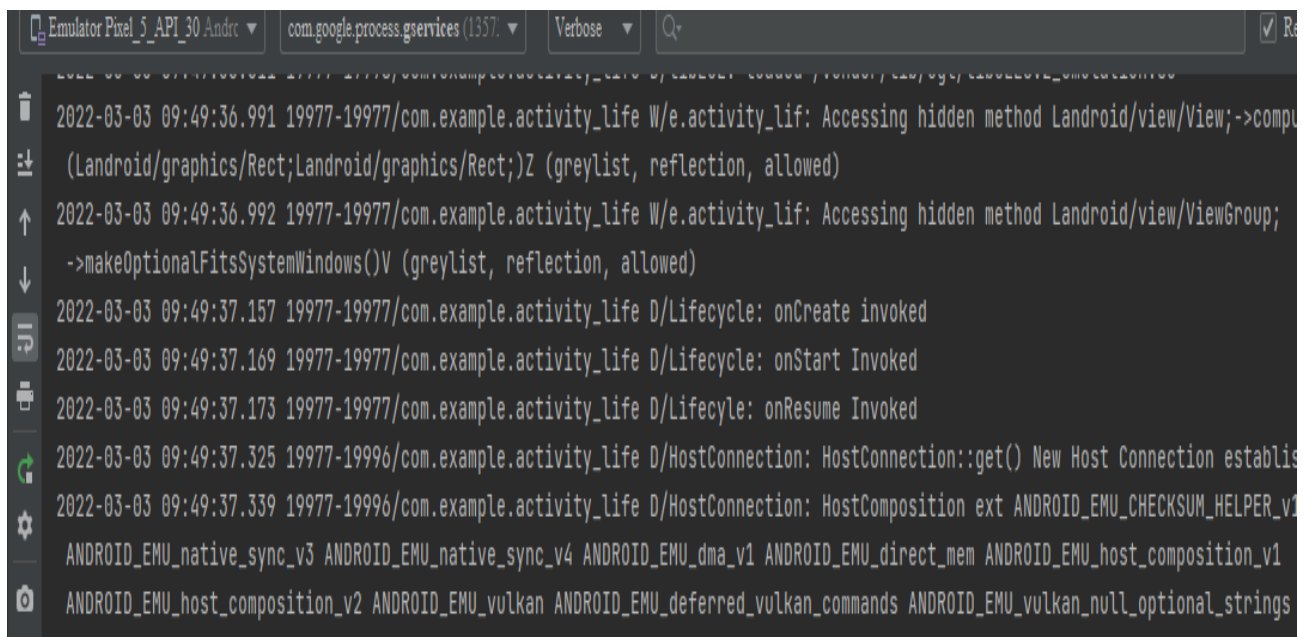 Emulator Pixel_5_API_30 Andrc com.google.process.gservices (1357. Verbose Re
2022-03-03 09:49:36.991 19977-19977/com.example.activity_life W/e.activity_lif: Accessing hidden method Landroid/view/View;->compu
(Landroid/graphics/Rect;Landroid/graphics/Rect;)Z (greylist, reflection, allowed)
2022-03-03 09:49:36.992 19977-19977/com.example.activity_life W/e.activity_lif: Accessing hidden method Landroid/view/ViewGroup;
->makeOptionalFitsSystemWindows()V (greylist, reflection, allowed)
2022-03-03 09:49:37.157 19977-19977/com.example.activity_life D/Lifecycle: onCreate invoked
2022-03-03 09:49:37.169 19977-19977/com.example.activity_life D/Lifecycle: onStart Invoked
2022-03-03 09:49:37.173 19977-19977/com.example.activity_life D/Lifecyle: onResume Invoked
2022-03-03 09:49:37.325 19977-19996/com.example.activity_life D/HostConnection: HostConnection::get() New Host Connection establis
2022-03-03 09:49:37.339 19977-19996/com.example.activity_life D/HostConnection: HostComposition ext ANDROID_EMU_CHECKSUM_HELPER_v1
ANDROID_EMU_native_sync_v3 ANDROID_EMU_native_sync_v4 ANDROID_EMU_dma_v1 ANDROID_EMU_direct_mem ANDROID_EMU_host_composition_v1
ANDROID_EMU_host_composition_v2 ANDROID_EMU_vulkan ANDROID_EMU_deferred_vulkan_commands ANDROID_EMU_vulkan_null_optional_strings